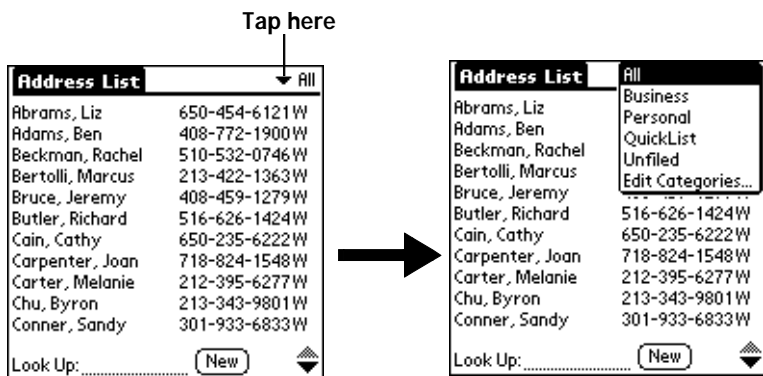 Tap here
Address List All
Abrams, Liz 650-454-6121W
Adams, Ben 408-772-1900W
Beckman, Rachel 510-532-0746W
Bertolli, Marcus 213-422-1363W
Bruce, Jeremy 408-459-1279W
Butler, Richard 516-626-1424W
Cain, Cathy 650-235-6222W
Carpenter, Joan 718-824-1548W
Carter, Melanie 212-395-6277W
Chu, Byron 213-343-9801W
Conner, Sandy 301-933-6833W
Look Up: New
Address List
All
Business
Personal
QuickList
Unfiled
Edit Categories...
Abrams, Liz
Adams, Ben
Beckman, Rachel
Bertolli, Marcus
Bruce, Jeremy
Butler, Richard 516-626-1424W
Cain, Cathy 650-235-6222W
Carpenter, Joan 718-824-1548W
Carter, Melanie 212-395-6277W
Chu, Byron 213-343-9801W
Conner, Sandy 301-933-6833W
Look Up: New